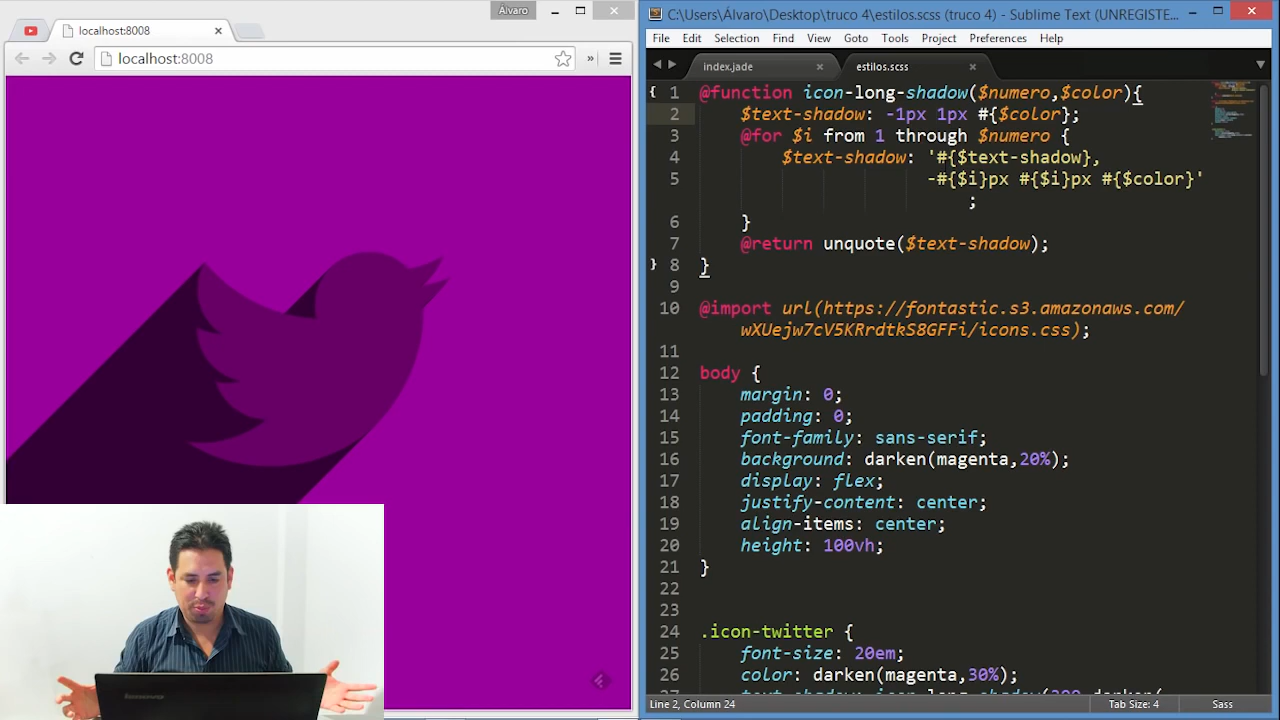 Álvaro
localhost:8008
localhost:8008
»
C:\Users\Álvaro\Desktop\truco 4\estilos.scss (truco 4) - Sublime Text (UNREGISTE...
File Edit Selection Find View Goto Tools Project Preferences Help
index.jade estilos.scss
1 @function icon-long-shadow($numero,$color){
2 $text-shadow: -1px 1px #{$color};
3 @for $i from 1 through $numero {
4 $text-shadow: '#{$text-shadow},
5 -#{$i}px #{$i}px #{$color}'
;
6 }
7 @return unquote($text-shadow);
8 }
9
10 @import url(https://fontastic.s3.amazonaws.com/
wXUejw7cV5KRrdtkS8GFFi/icons.css);
11
12 body {
13 margin: 0;
14 padding: 0;
15 font-family: sans-serif;
16 background: darken(magenta,20%);
17 display: flex;
18 justify-content: center;
19 align-items: center;
20 height: 100vh;
21 }
22
23
24 .icon-twitter {
25 font-size: 20em;
26 color: darken(magenta,30%);
Line 2, Column 24 Tab Size: 4 Sass